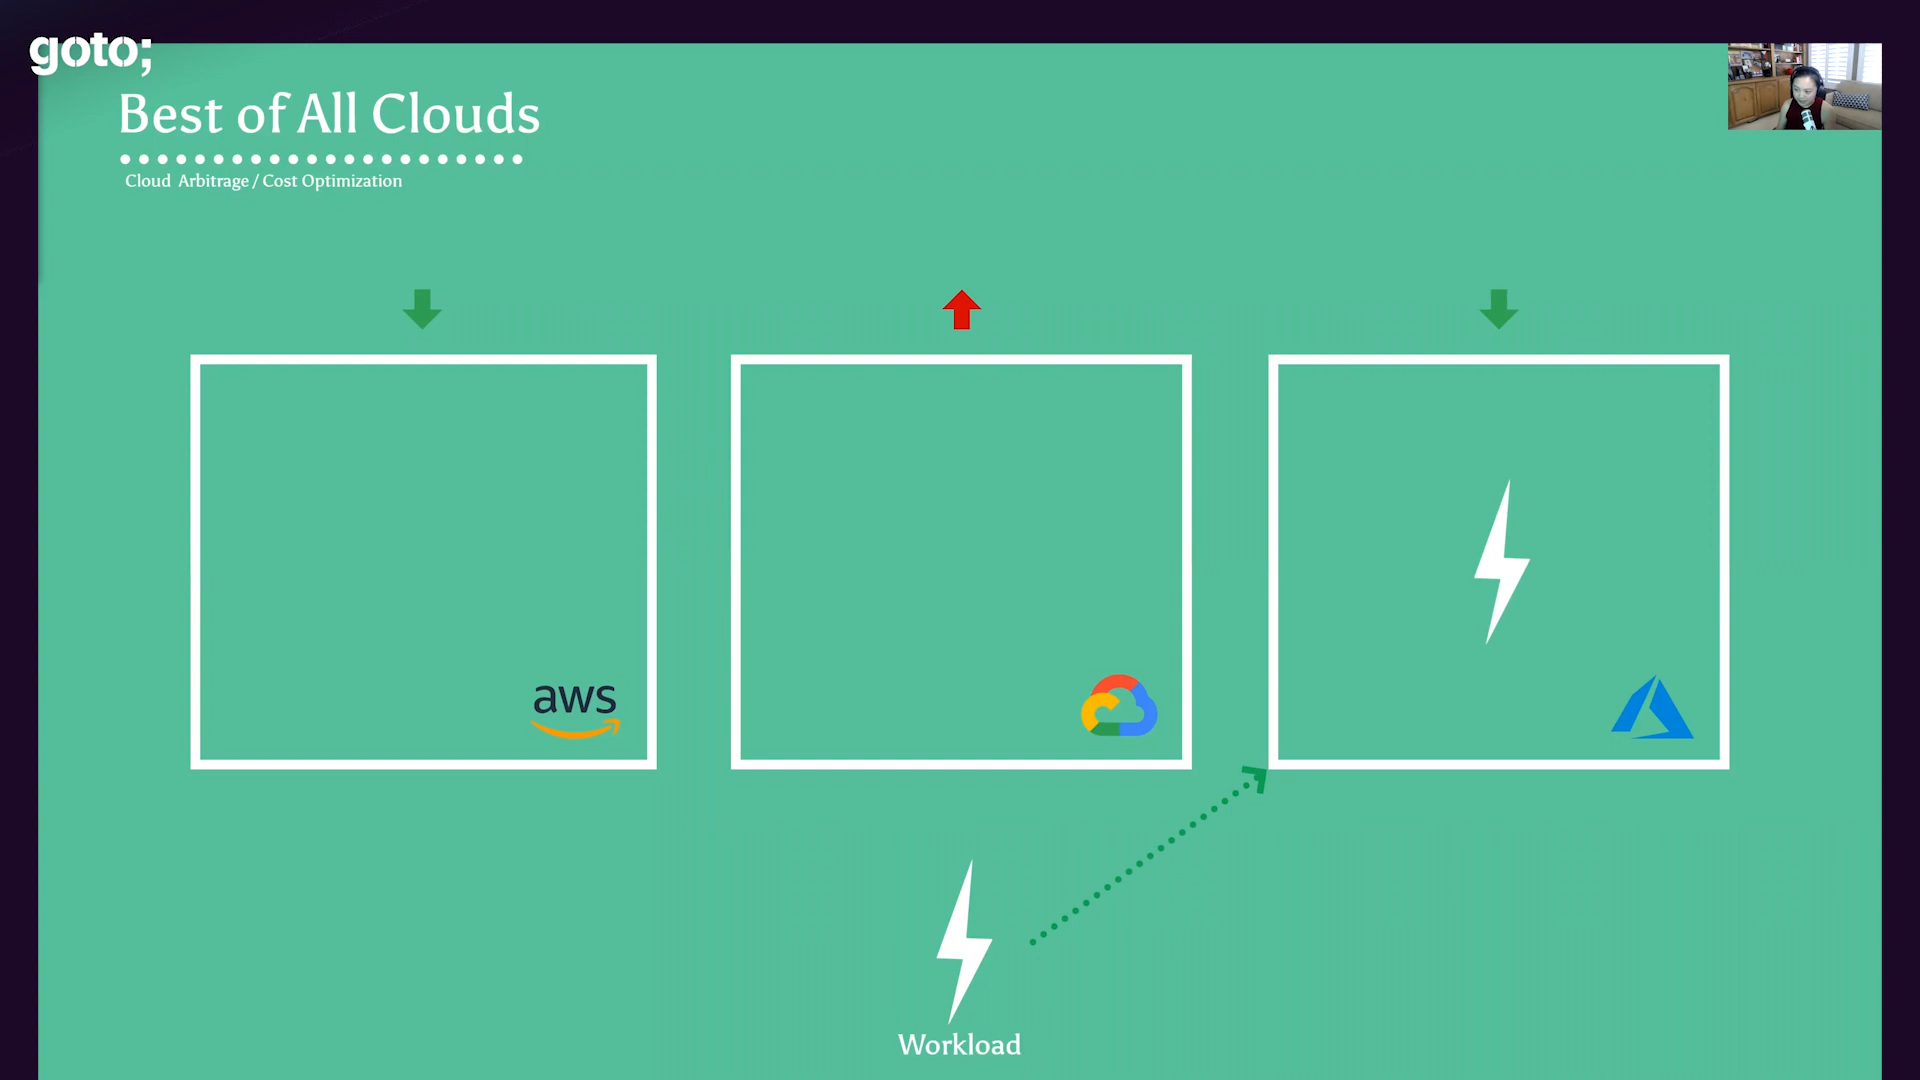 goto;
Best of All Clouds
Cloud Arbitrage / Cost Optimization
aws
Workload